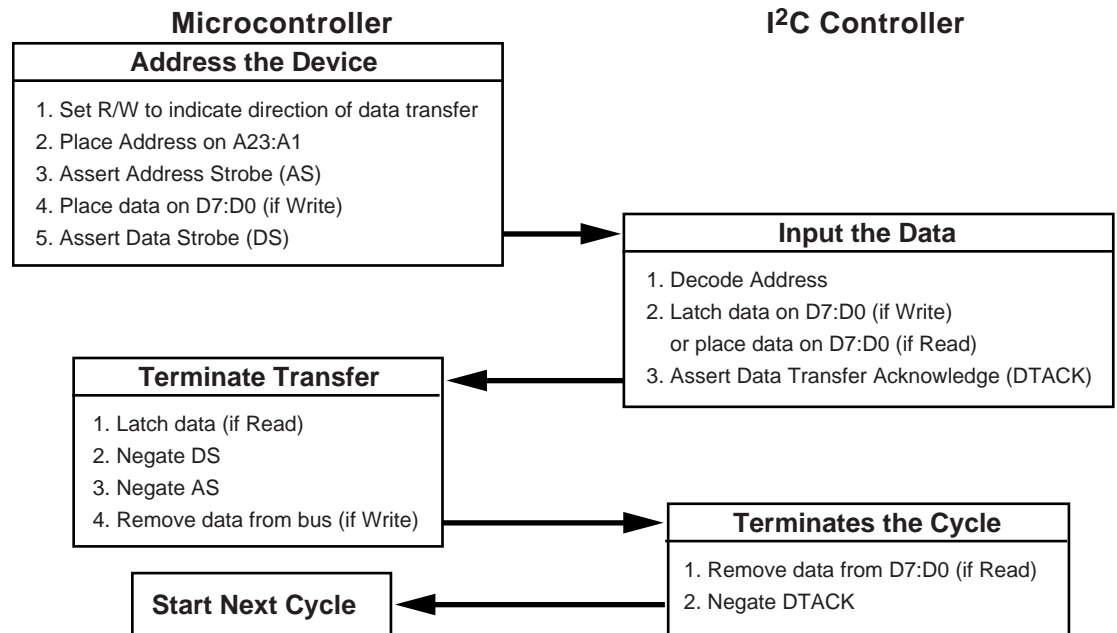 Microcontroller
I2C Controller
Address the Device
1. Set R/W to indicate direction of data transfer
2. Place Address on A23:A1
3. Assert Address Strobe (AS)
4. Place data on D7:D0 (if Write)
5. Assert Data Strobe (DS)
Input the Data
1. Decode Address
2. Latch data on D7:D0 (if Write)
or place data on D7:D0 (if Read)
3. Assert Data Transfer Acknowledge (DTACK)
Terminate Transfer
1. Latch data (if Read)
2. Negate DS
3. Negate AS
4. Remove data from bus (if Write)
Terminates the Cycle
1. Remove data from D7:D0 (if Read)
2. Negate DTACK
Start Next Cycle